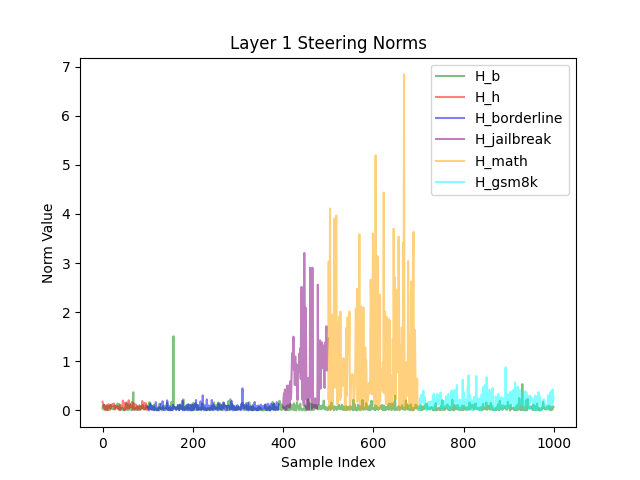 Layer 1 Steering Norms
Norm Value
7
6
5
4
3
2
1
0
0 200 400 600 800 1000
Sample Index
H_b
H_h
H_borderline
H_jailbreak
H_math
H_gsm8k